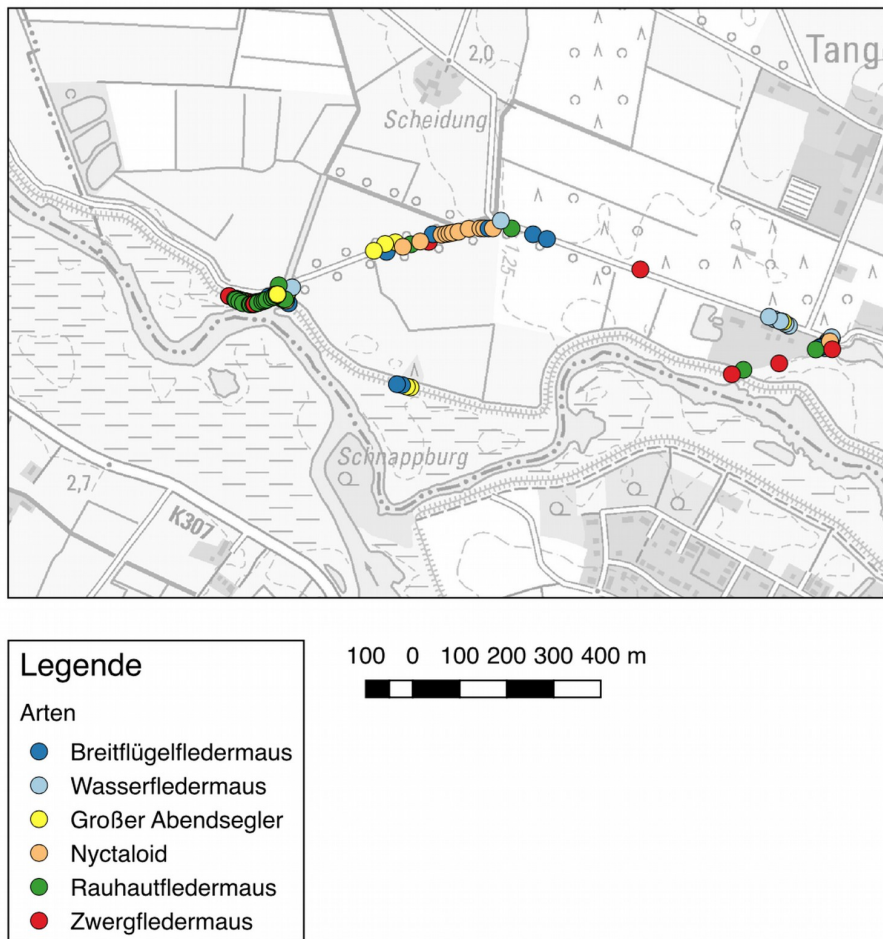 Tang
2,0
Scheidung
1,25
Schnappburg
2,7
K307
Legende
100 0 100 200 300 400 m
Arten
Breitflügelfledermaus
Wasserfledermaus
Großer Abendsegler
Nyctaloid
Rauhautfledermaus
Zwergfledermaus